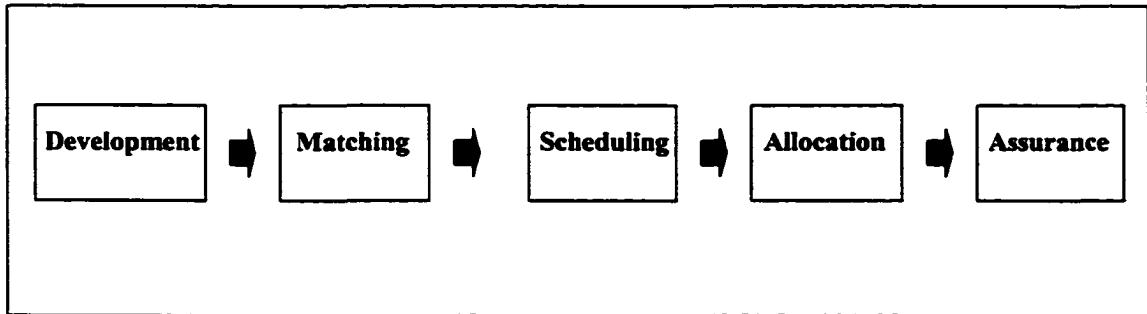 Development
Matching
Scheduling
Allocation
Assurance